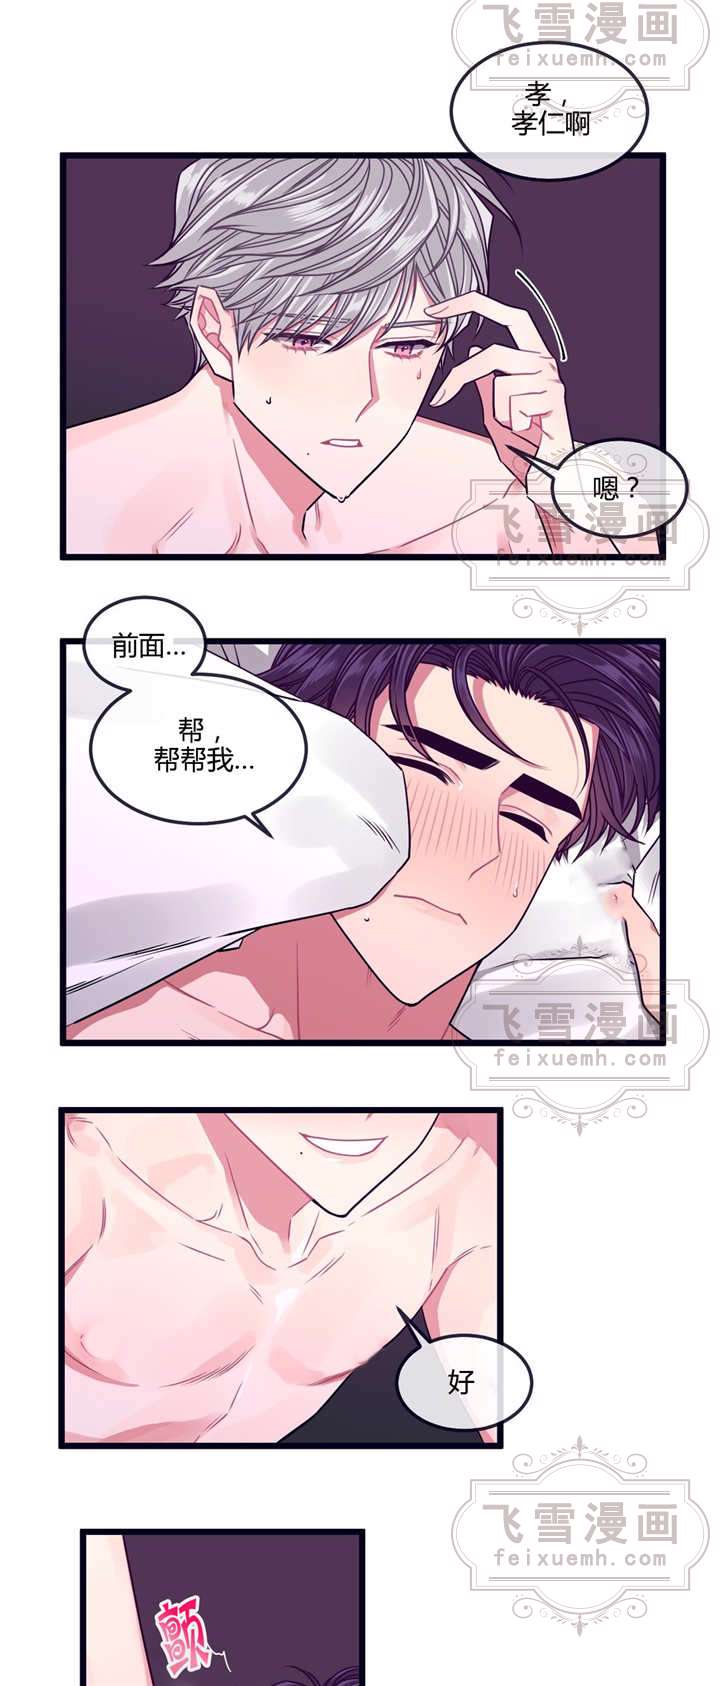 飞雪漫画
feixuemh.com
孝，
孝仁啊
嗯？
飞雪漫画
feixuemh.com
前面…
帮，
帮帮我…
飞雪漫画
feixuemh.com
好
飞雪漫画
feixuemh.com
颤